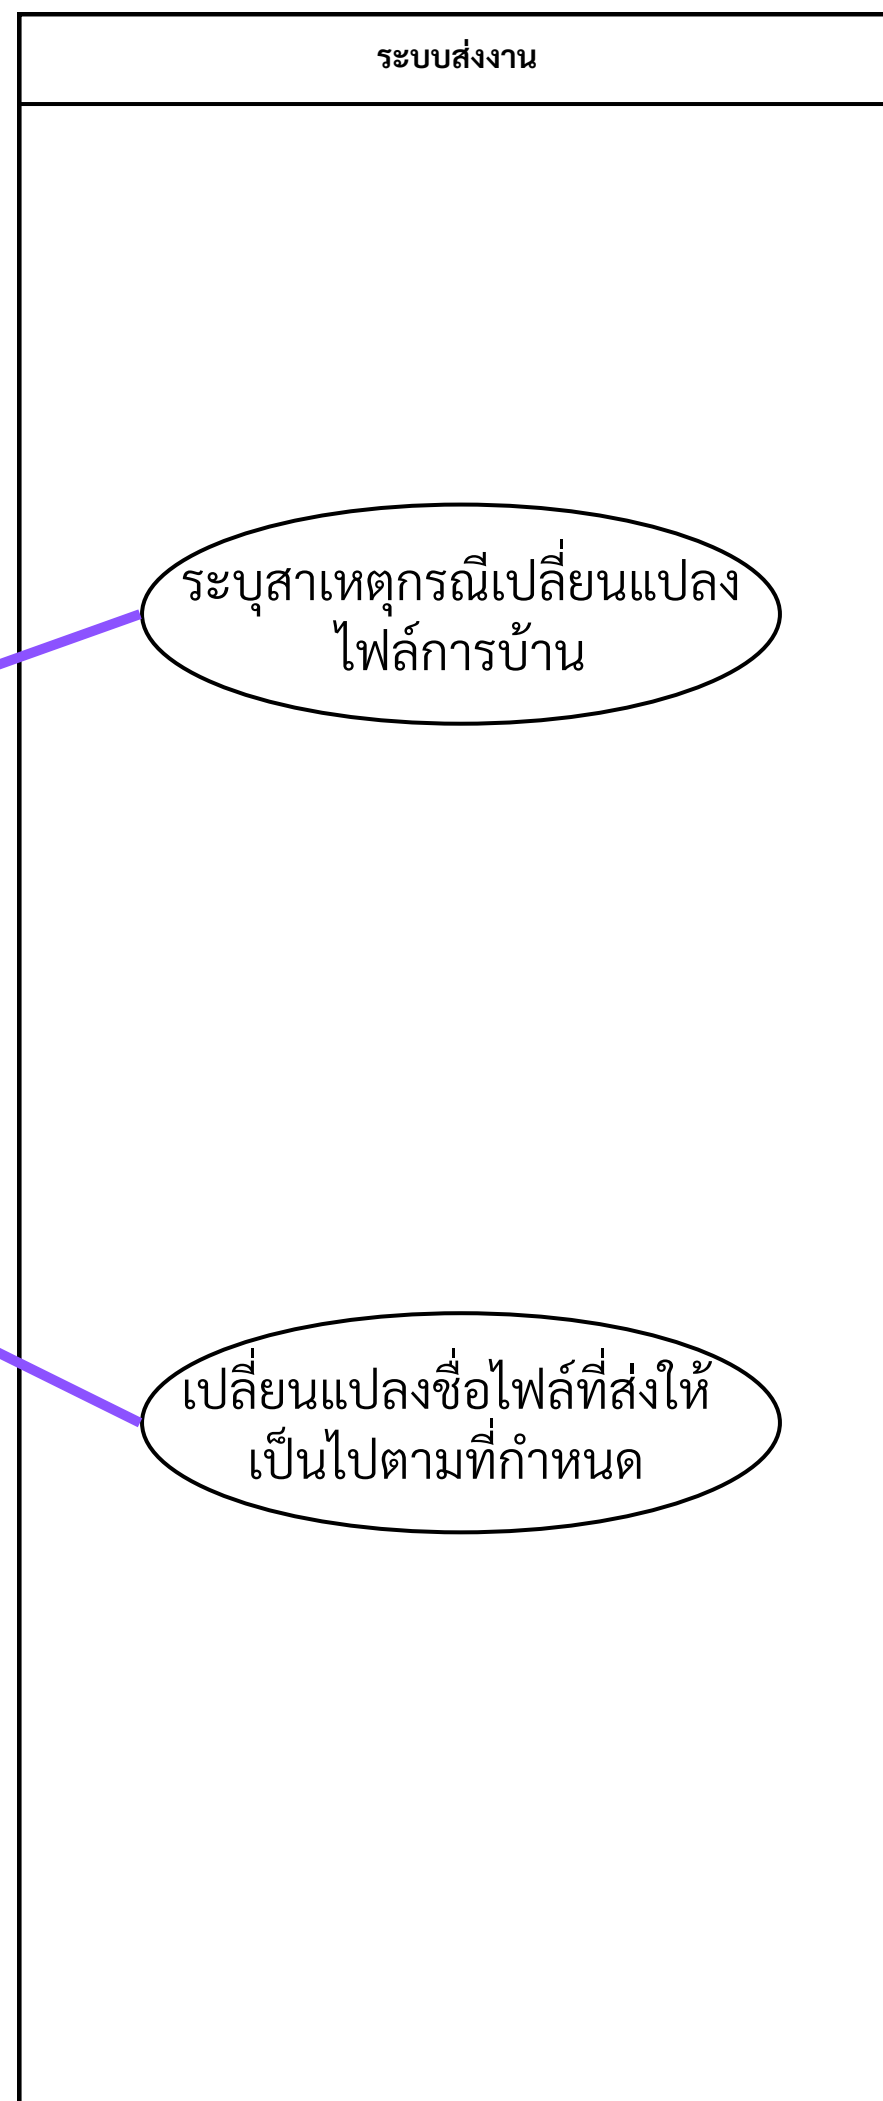 ระบบส่งงาน
ระบุสาเหตุกรณีเปลี่ยนแปลง
ไฟล์การบ้าน
เปลี่ยนแปลงชื่อไฟล์ที่ส่งให้
เป็นไปตามที่กำหนด